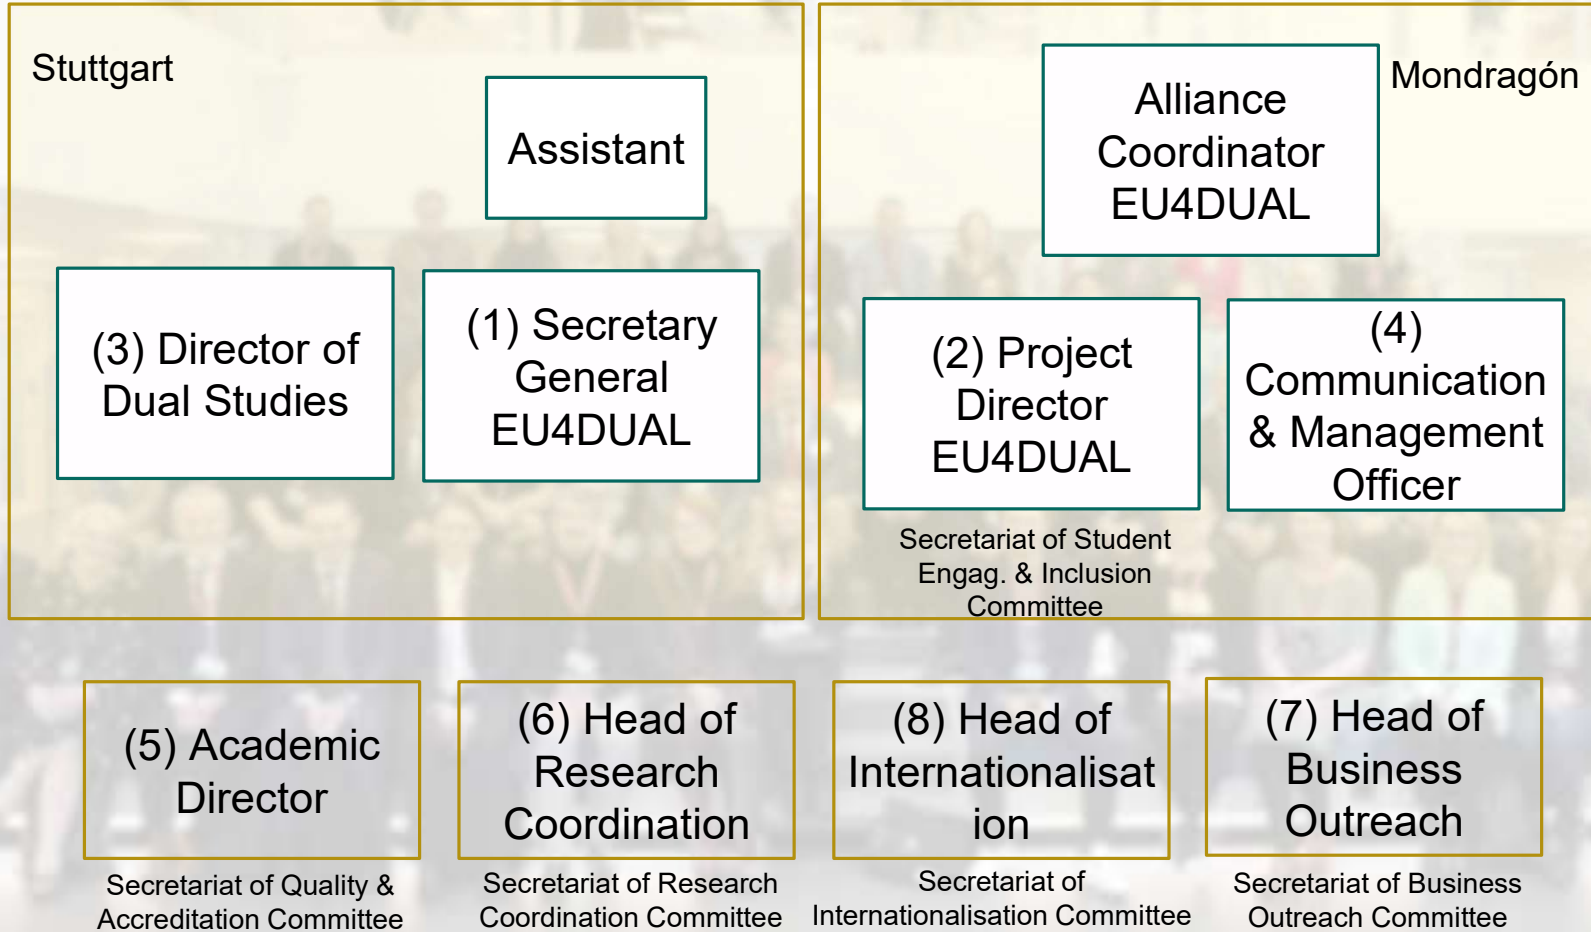 Stuttgart
Assistant
(3) Director of
Dual Studies
(1) Secretary
General
EU4DUAL
Mondragón
Alliance
Coordinator
EU4DUAL
(2) Project
Director
EU4DUAL
Secretariat of Student
Engag. & Inclusion
Committee
(4)
Communication
& Management
Officer
(5) Academic
Director
Secretariat of Quality &
Accreditation Committee
(6) Head of
Research
Coordination
Secretariat of Research
Coordination Committee
(8) Head of
Internationalisat
ion
Secretariat of
Internationalisation Committee
(7) Head of
Business
Outreach
Secretariat of Business
Outreach Committee